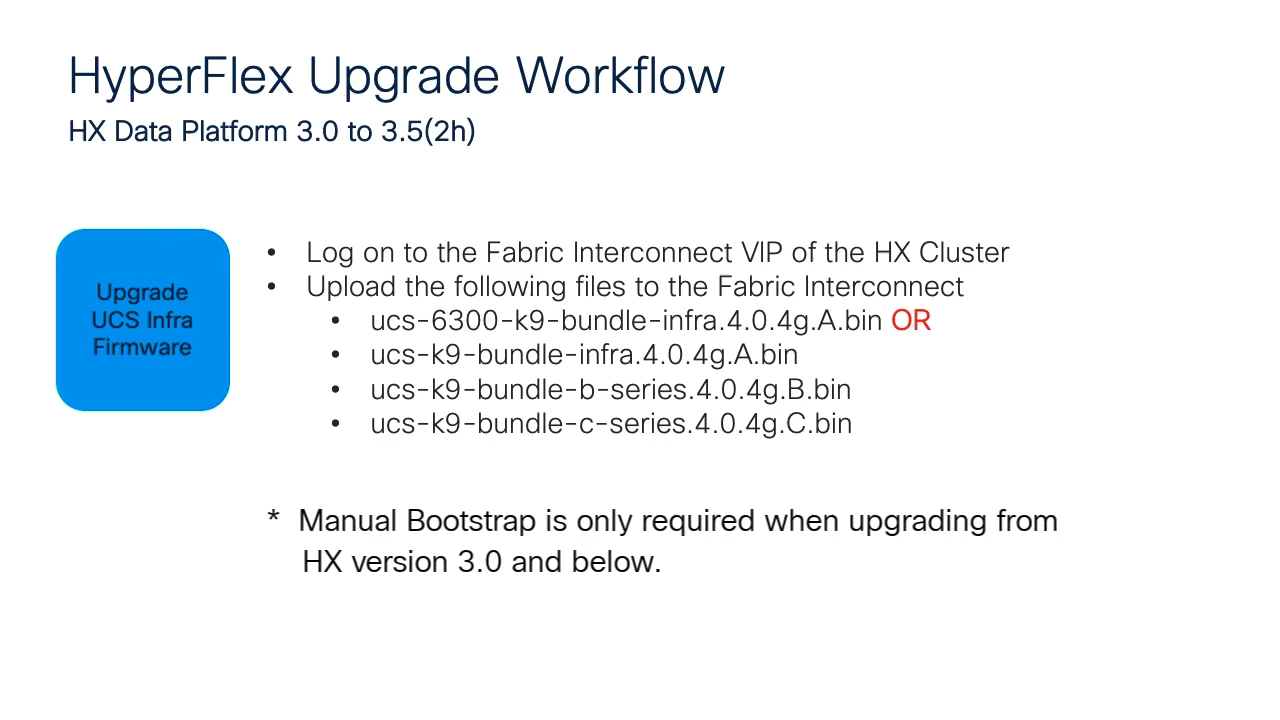 HyperFlex Upgrade Workflow
HX Data Platform 3.0 to 3.5(2h)
Upgrade
UCS Infra
Firmware
• Log on to the Fabric Interconnect VIP of the HX Cluster
• Upload the following files to the Fabric Interconnect
• ucs-6300-k9-bundle-infra.4.0.4g.A.bin OR
• ucs-k9-bundle-infra.4.0.4g.A.bin
• ucs-k9-bundle-b-series.4.0.4g.B.bin
• ucs-k9-bundle-c-series.4.0.4g.C.bin
* Manual Bootstrap is only required when upgrading from
HX version 3.0 and below.